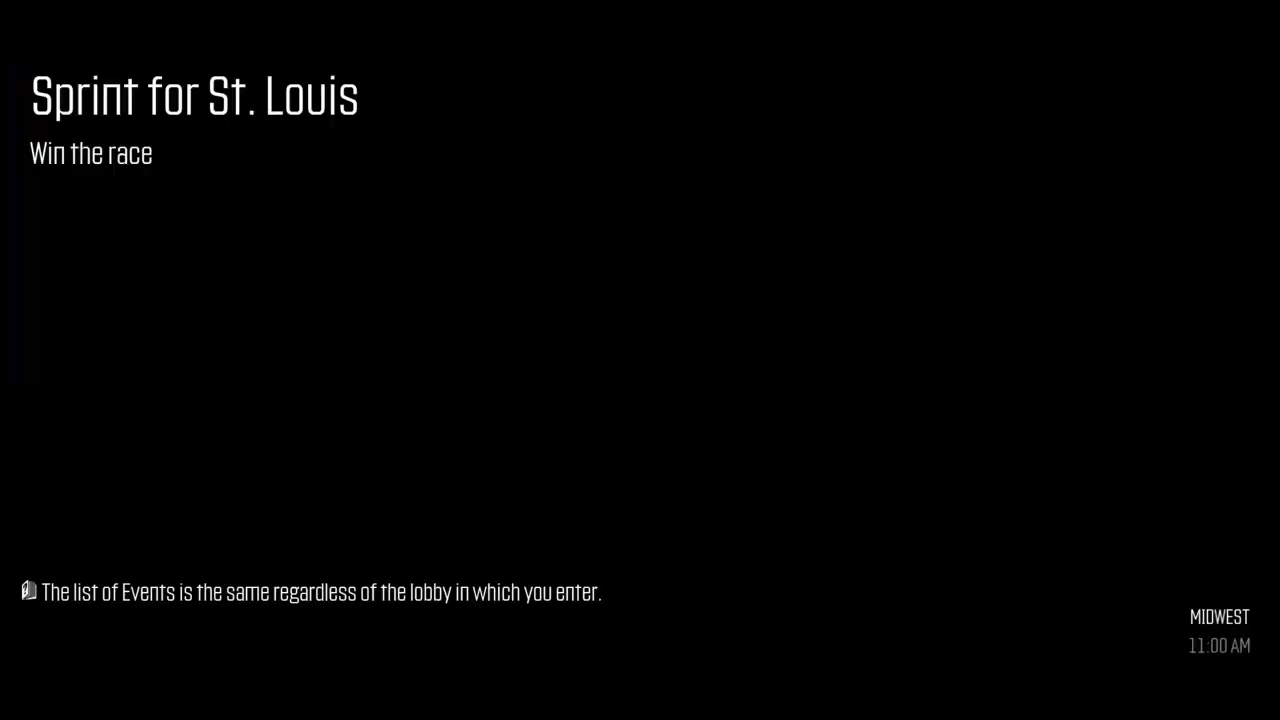 Sprint for St. Louis
Win the race
The list of Events is the same regardless of the lobby in which you enter.
MIDWEST
11:00 AM